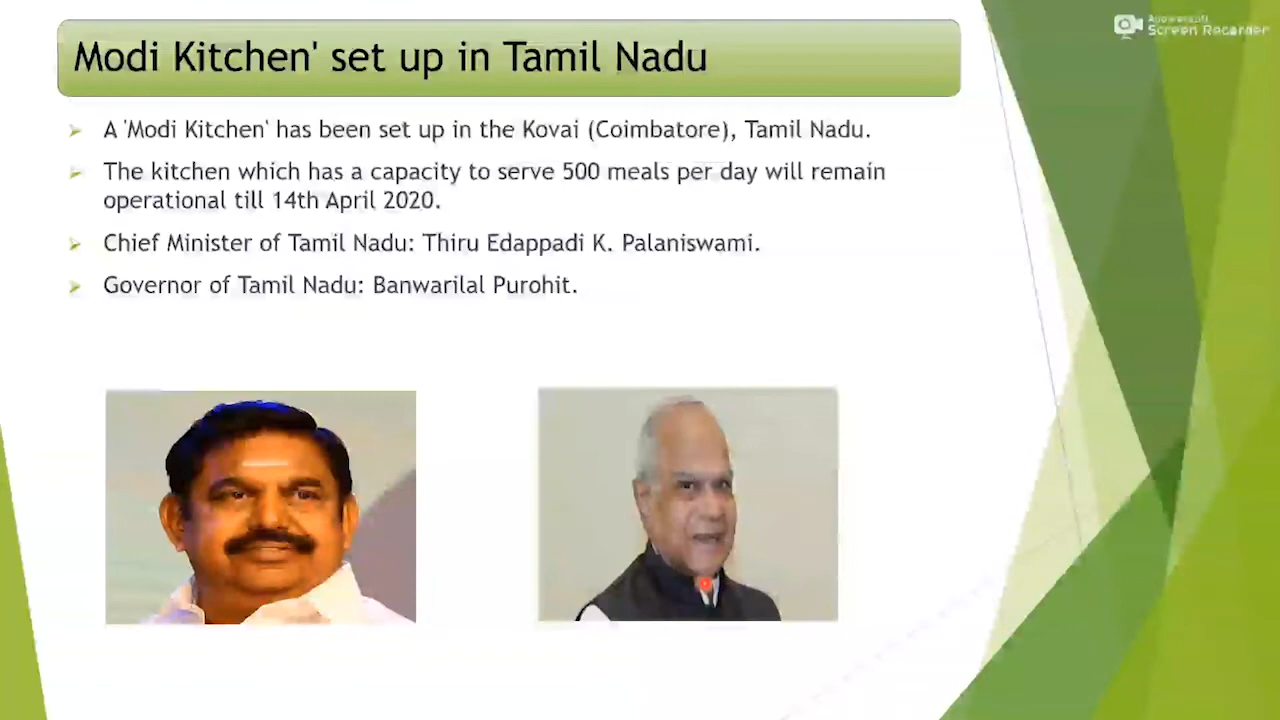 Apowersoft
Screen Recorder
Modi Kitchen' set up in Tamil Nadu
A 'Modi Kitchen' has been set up in the Kovai (Coimbatore), Tamil Nadu.
The kitchen which has a capacity to serve 500 meals per day will remain
operational till 14th April 2020.
Chief Minister of Tamil Nadu: Thiru Edappadi K. Palaniswami.
Governor of Tamil Nadu: Banwarilal Purohit.